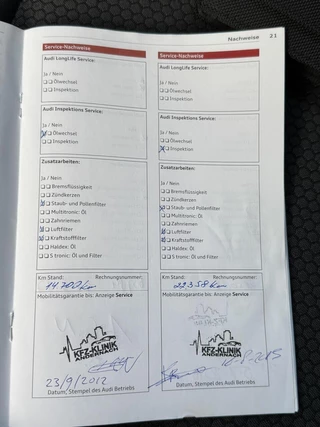 Nachweise 21
Service-Nachweise
Audi LongLife Service:
Ja / Nein
Ölwechsel
Inspektion
Audi Inspektions Service:
Ja / Nein
Ölwechsel
Inspektion
Zusatzarbeiten:
Ja / Nein
Bremsflüssigkeit
Zündkerzen
Staub- und Pollenfilter
Multitronic: Öl
Zahnriemen
Luftfilter
Kraftstofffilter
Haldex: Öl
S tronic: Öl und Filter
Km Stand: Rechnungsnummer:
Mobilitätsgarantie bis: Anzeige Service
KFZ-KLINIK
ANDERNACH
23/9/2012
Datum, Stempel des Audi Betriebs
Service-Nachweise
Audi LongLife Service:
Ja / Nein
Ölwechsel
Inspektion
Audi Inspektions Service:
Ja / Nein
Ölwechsel
Inspektion
Zusatzarbeiten:
Ja / Nein
Bremsflüssigkeit
Zündkerzen
Staub- und Pollenfilter
Multitronic: Öl
Zahnriemen
Luftfilter
Kraftstofffilter
Haldex: Öl
S tronic: Öl und Filter
Km Stand: Rechnungsnummer:
Mobilitätsgarantie bis: Anzeige Service
KFZ-KLINIK
ANDERNACH
Datum, Stempel des Audi Betriebs